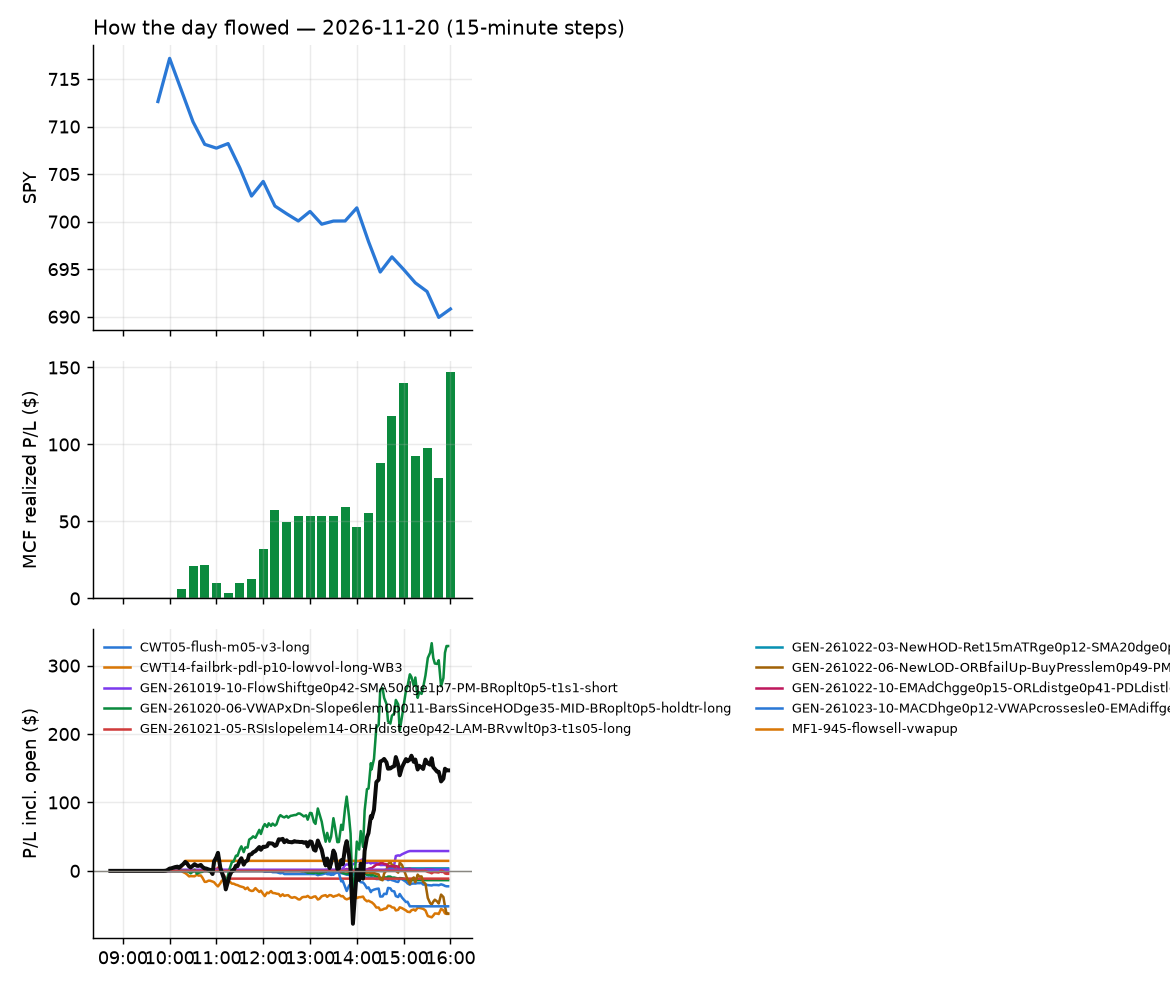 How the day flowed — 2026-11-20 (15-minute steps)
SPY
715
710
705
700
695
690
MCF realized P/L ($)
150
100
50
0
P/L incl. open ($)
300
200
100
0
CWT05-flush-m05-v3-long
CWT14-failbrk-pdl-p10-lowvol-long-WB3
GEN-261019-10-FlowShiftge0p42-SMA50dge1p7-PM-BRoplt0p5-t1s1-short
GEN-261020-06-VWAPxDn-Slope6lem0p011-BarsSinceHODge35-MID-BRoplt0p5-holdtr-long
GEN-261021-05-RSIslopelem14-ORHdistge0p42-LAM-BRvwlt0p3-t1s05-long
GEN-261022-03-NewHOD-Ret15mATRge0p12-SMA20dge0p
GEN-261022-06-NewLOD-ORBfailUp-BuyPresslem0p49-PM
GEN-261022-10-EMAdChgge0p15-ORLdistge0p41-PDLdistl
GEN-261023-10-MACDhge0p12-VWAPcrossesle0-EMAdiffge
MF1-945-flowsell-vwapup
09:00 10:00 11:00 12:00 13:00 14:00 15:00 16:00